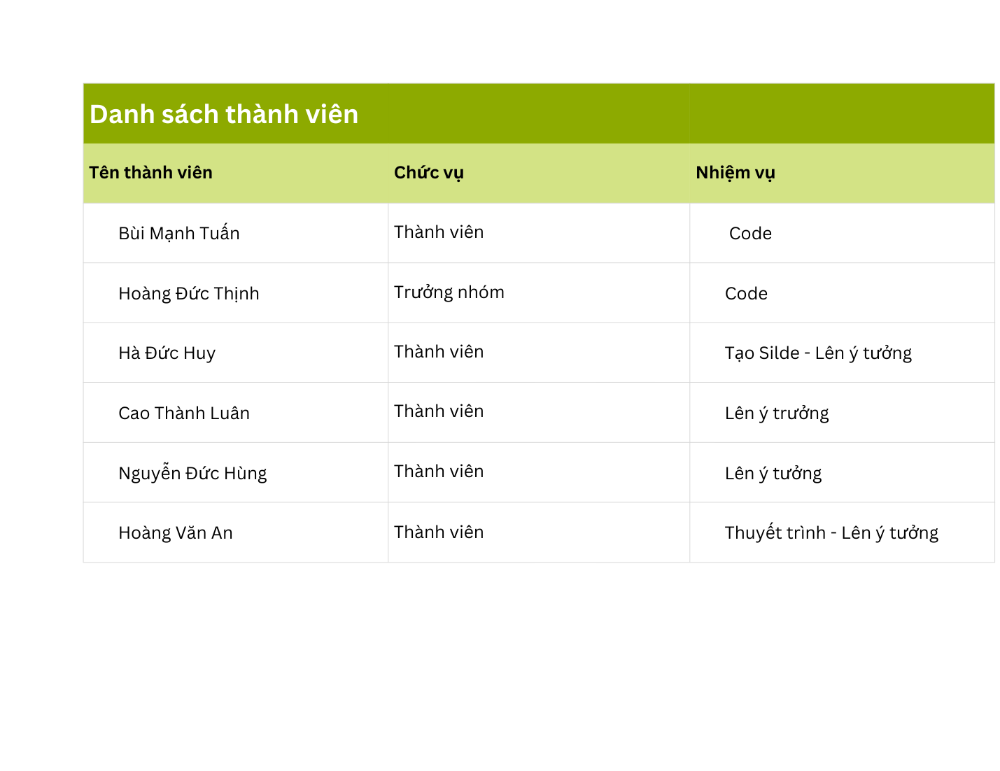 Danh sách thành viên
Tên thành viên Chức vụ Nhiệm vụ
Bùi Mạnh Tuấn Thành viên Code
Hoàng Đức Thịnh Trưởng nhóm Code
Hà Đức Huy Thành viên Tạo Silde - Lên ý tưởng
Cao Thành Luân Thành viên Lên ý trưởng
Nguyễn Đức Hùng Thành viên Lên ý tưởng
Hoàng Văn An Thành viên Thuyết trình - Lên ý tưởng